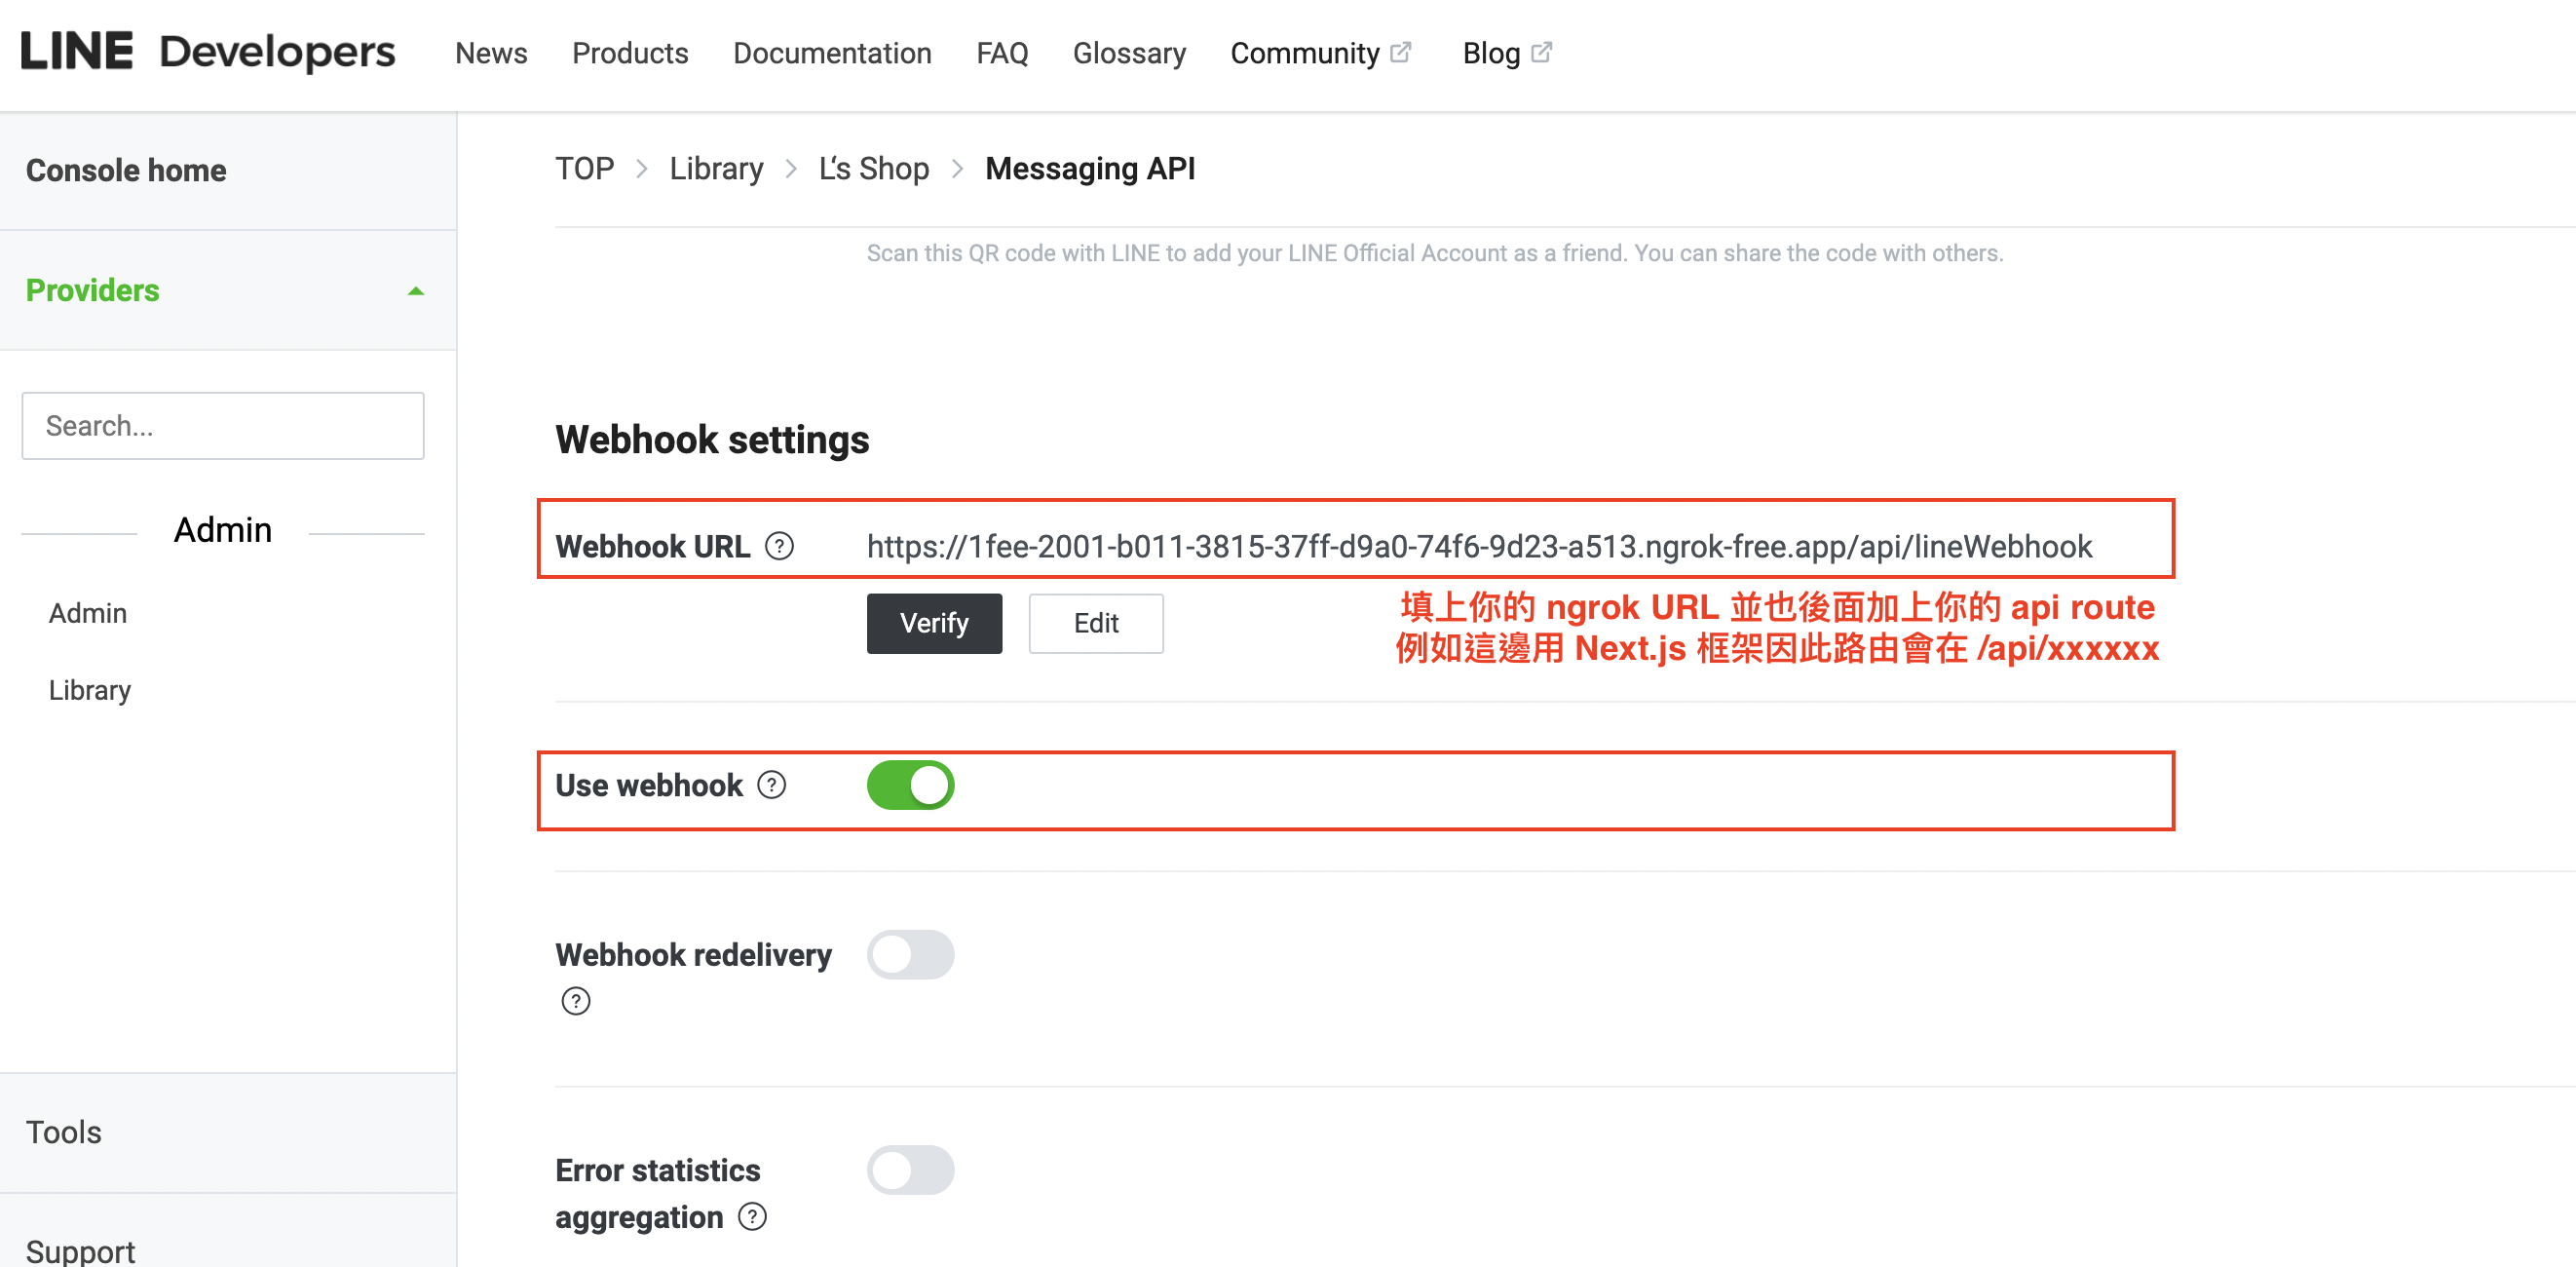 LINE Developers News Products Documentation FAQ Glossary Community Blog
Console home
Providers
Search...
Admin
Admin
Library
Tools
Support
TOP > Library > L‘s Shop > Messaging API
Scan this QR code with LINE to add your LINE Official Account as a friend. You can share the code with others.
Webhook settings
Webhook URL ? https://1fee-2001-b011-3815-37ff-d9a0-74f6-9d23-a513.ngrok-free.app/api/lineWebhook
Verify Edit
填上你的 ngrok URL 並也後面加上你的 api route
例如這邊用 Next.js 框架因此路由會在 /api/xxxxxx
Use webhook ?
Webhook redelivery
?
Error statistics
aggregation ?